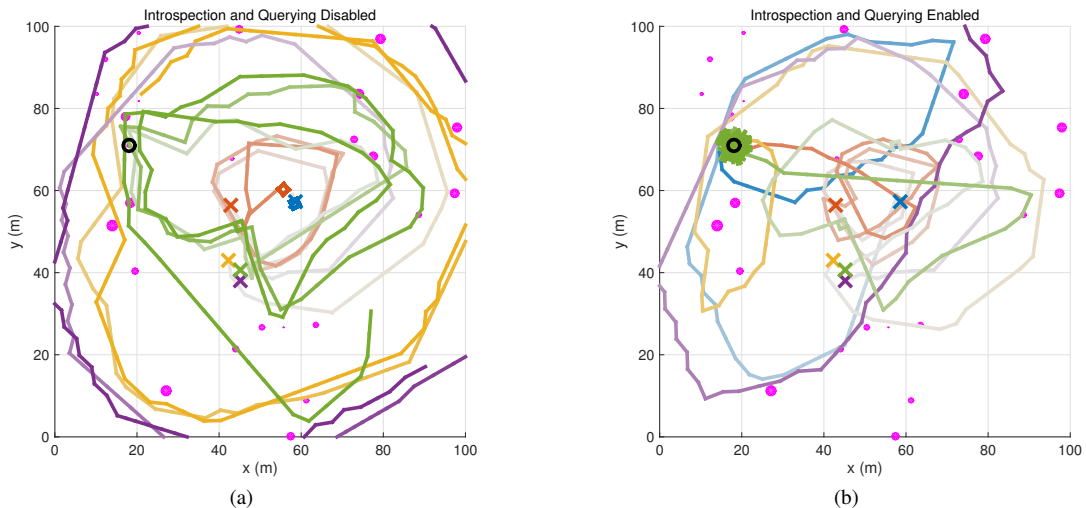 Introspection and Querying Disabled
100
80
60
40
20
0
y (m)
0 20 40 60 80 100
x (m)
(a)
Introspection and Querying Enabled
100
80
60
40
20
0
y (m)
0 20 40 60 80 100
x (m)
(b)